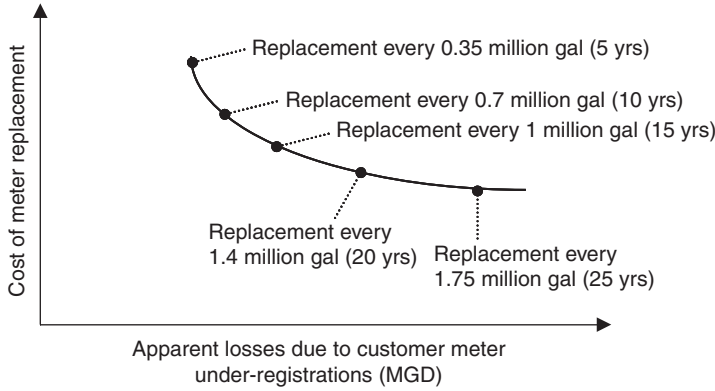 Cost of meter replacement
Replacement every 0.35 million gal (5 yrs)
Replacement every 0.7 million gal (10 yrs)
Replacement every 1 million gal (15 yrs)
Replacement every
1.4 million gal (20 yrs)
Replacement every
1.75 million gal (25 yrs)
Apparent losses due to customer meter
under-registrations (MGD)